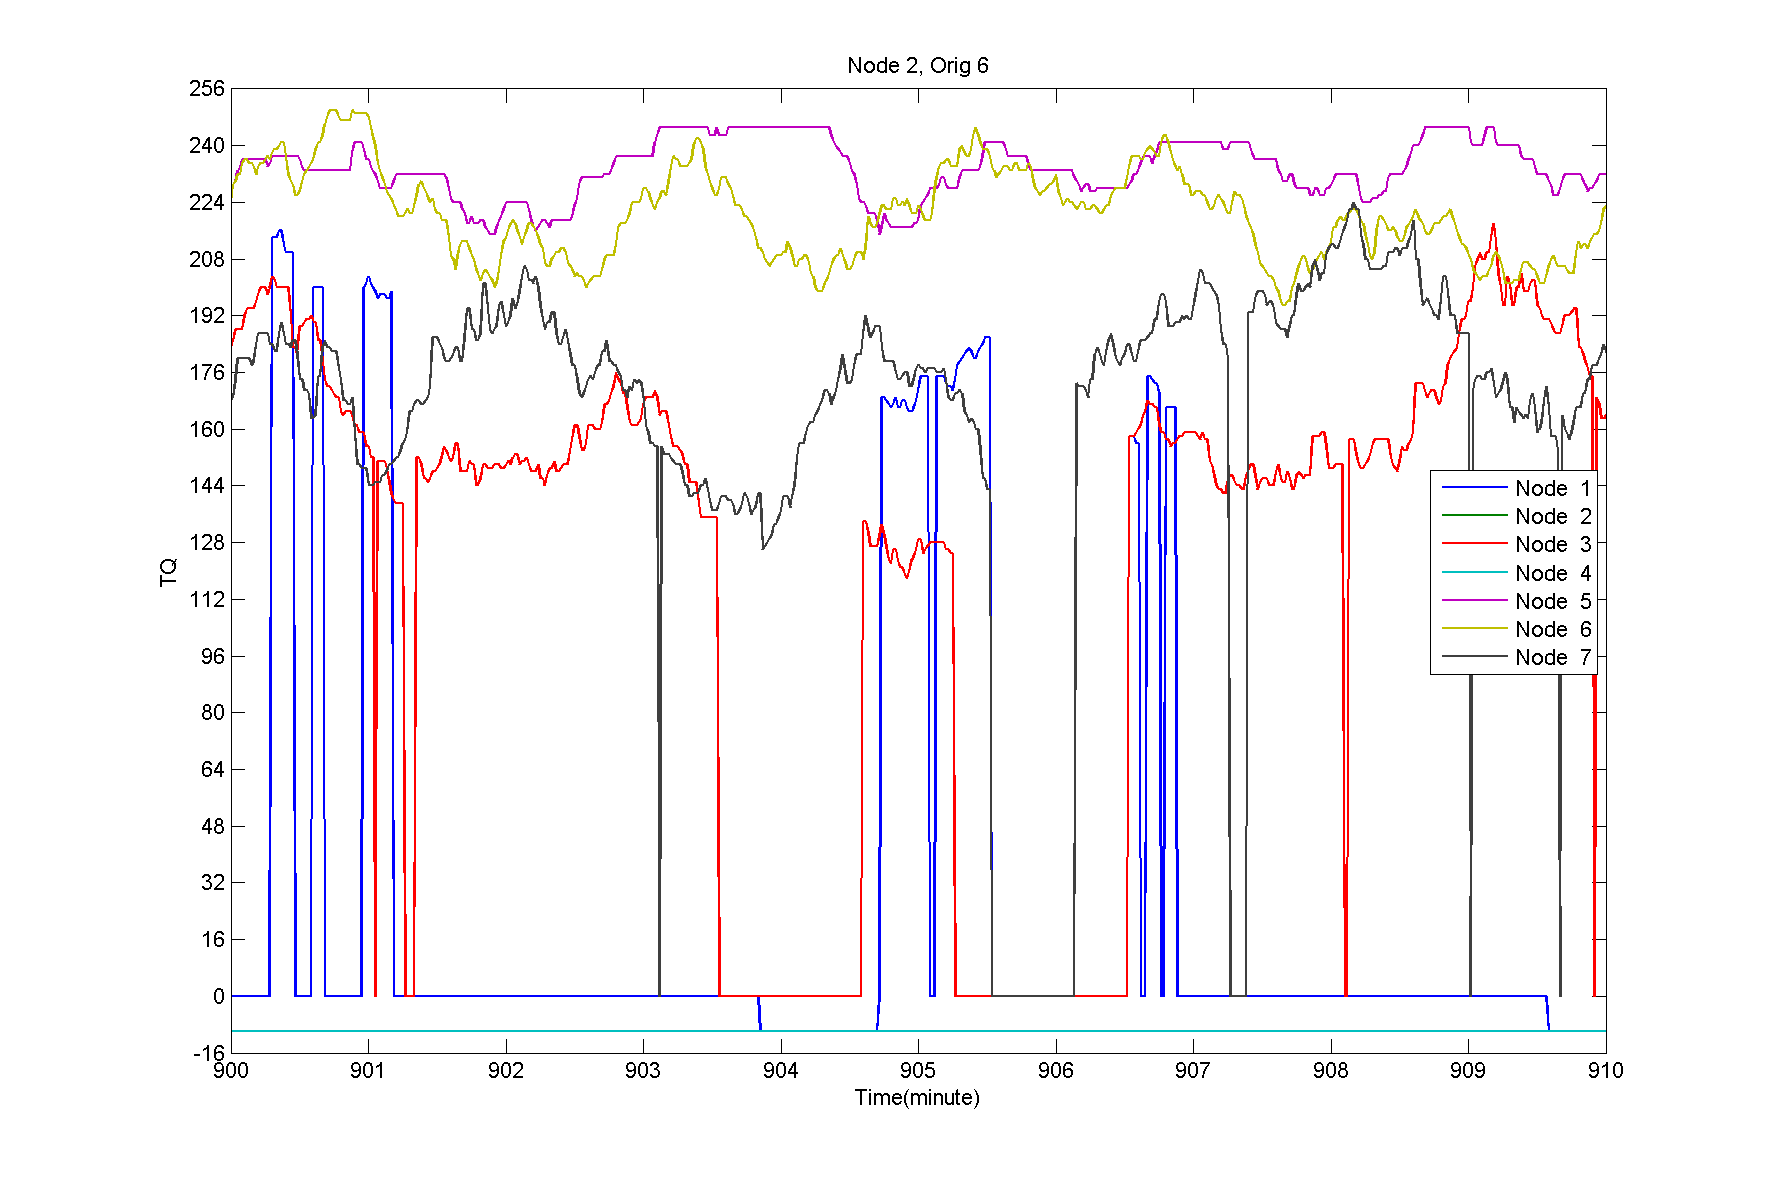 Node 2, Orig 6
256
240
224
208
192
176
160
144
128
112
96
80
64
48
32
16
0
-16
TQ
Node 1
Node 2
Node 3
Node 4
Node 5
Node 6
Node 7
900 901 902 903 904 905 906 907 908 909 910
Time(minute)